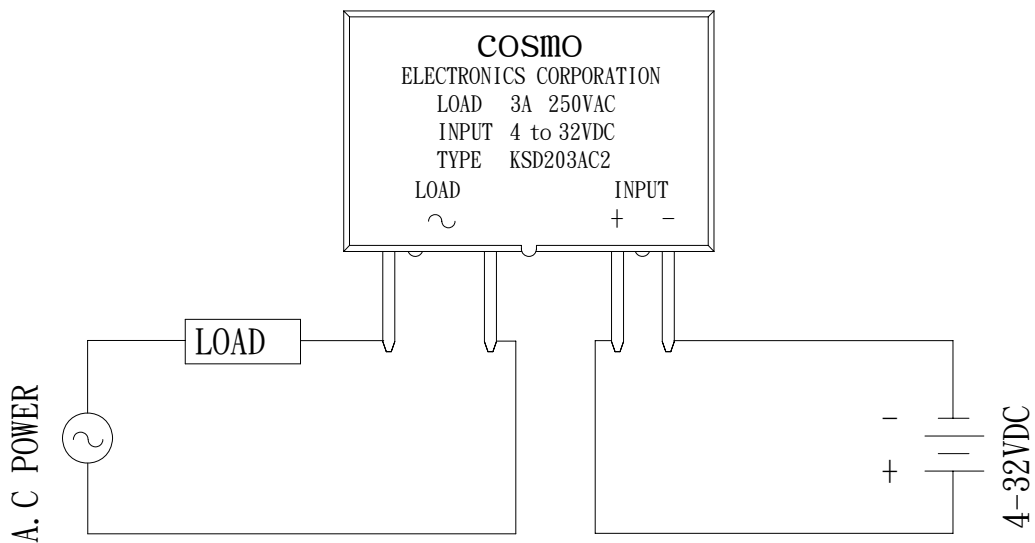 COSMO
ELECTRONICS CORPORATION
LOAD 3A 250VAC
INPUT 4 to 32VDC
TYPE KSD203AC2
LOAD INPUT
~ + -
LOAD
A.C POWER
-
+
4-32VDC